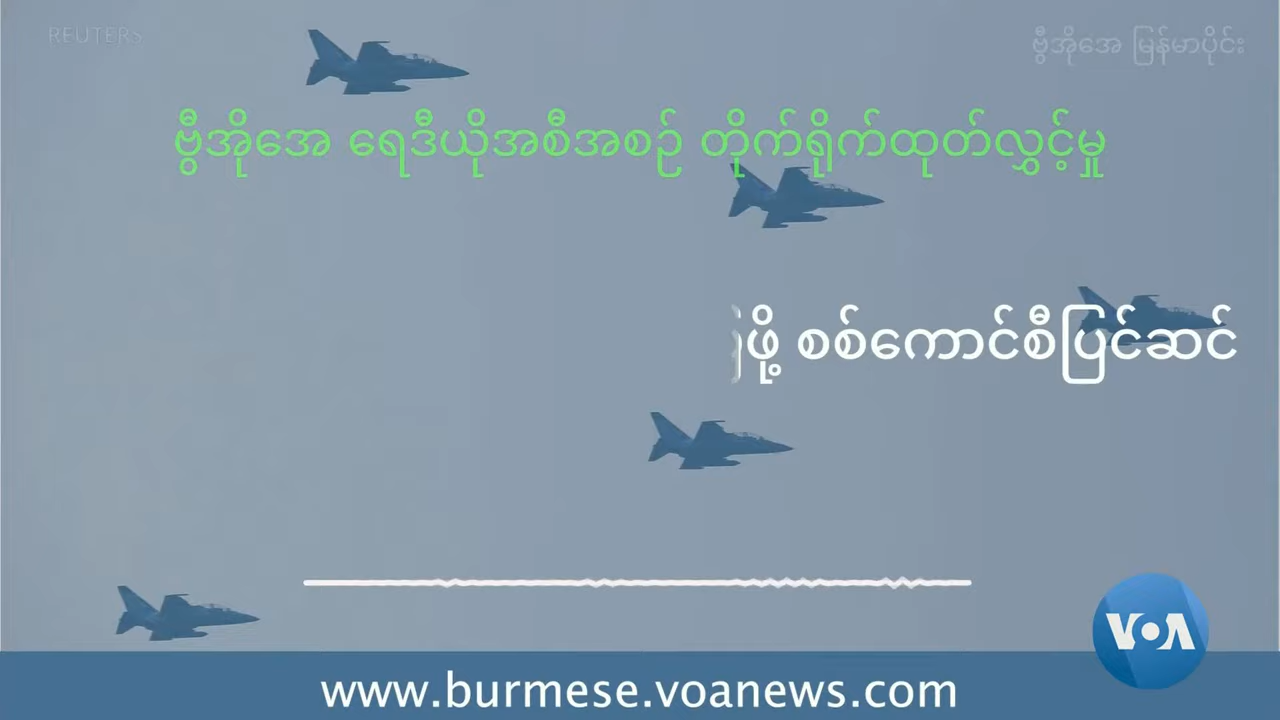 REUTERS
ဗွီအိုအေ မြန်မာပိုင်း
ဗွီအိုအေ ရေဒီယိုအစီအစဉ် တိုက်ရိုက်ထုတ်လွှင့်မှု
ဖို့ စစ်ကောင်စီပြင်ဆင်
VOA
www.burmese.voanews.com